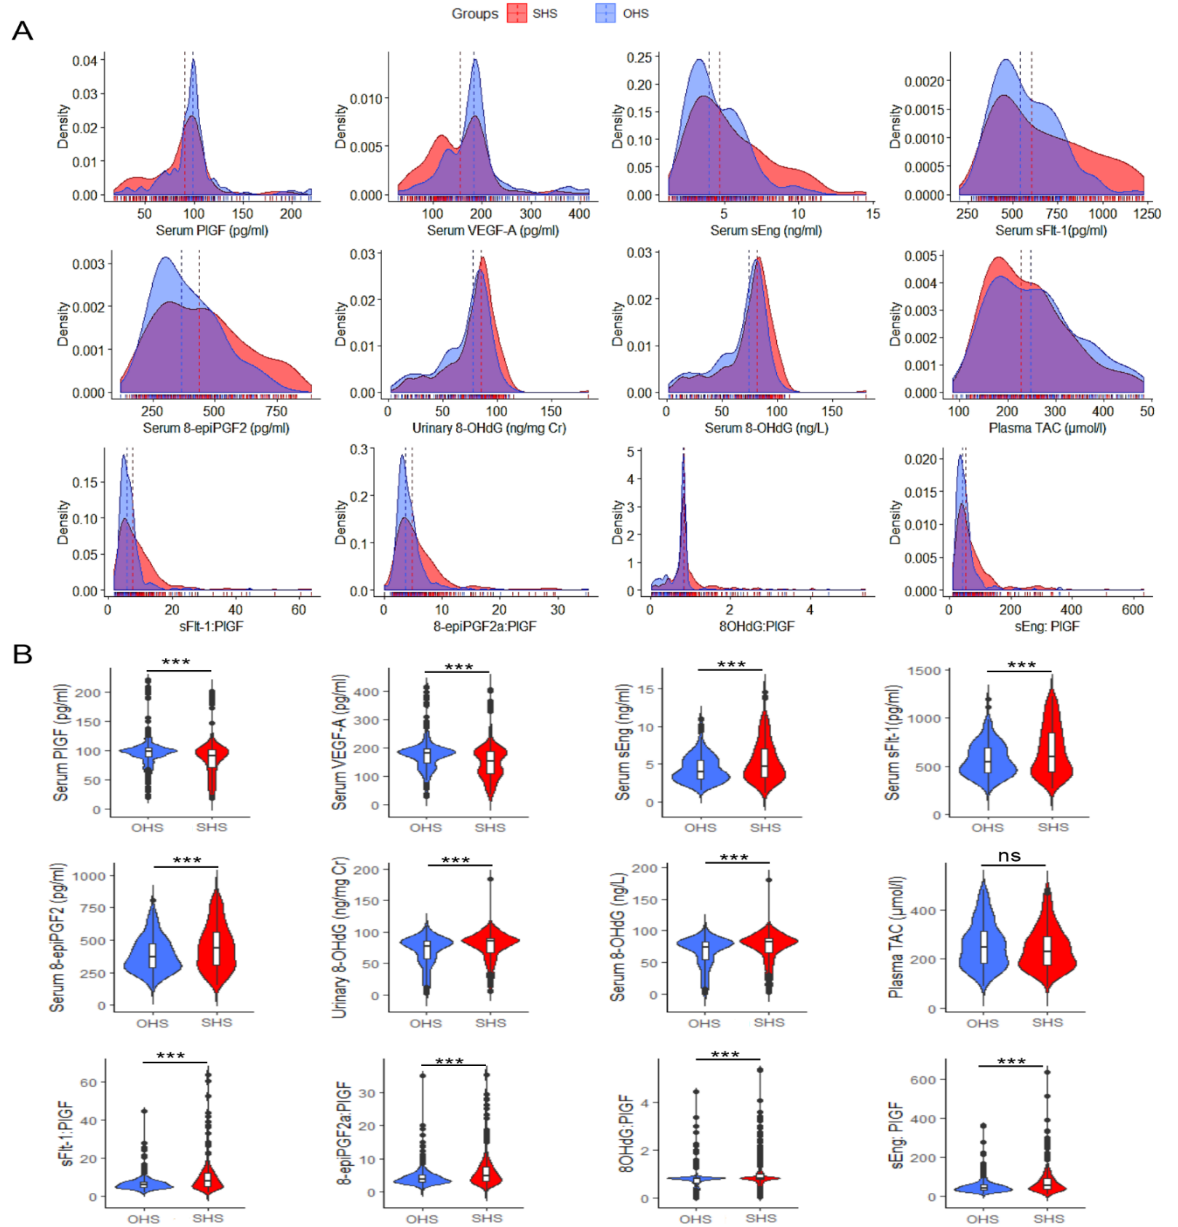 Groups SHS OHS
A
0.04 0.03 0.02 0.01 0.00
Density
50 100 150 200
Serum PlGF (pg/ml)
0.010 0.005 0.000
Density
100 200 300 400
Serum VEGF-A (pg/ml)
0.25 0.20 0.15 0.10 0.05 0.00
Density
5 10 15
Serum sEng (ng/ml)
0.0020 0.0015 0.0010 0.0005 0.0000
Density
250 500 750 1000 1250
Serum sFlt-1(pg/ml)
0.003 0.002 0.001 0.000
Density
250 500 750
Serum 8-epiPGF2 (pg/ml)
0.03 0.02 0.01 0.00
Density
0 50 100 150
Urinary 8-OHdG (ng/mg Cr)
0.03 0.02 0.01 0.00
Density
0 50 100 150
Serum 8-OHdG (ng/L)
0.005 0.004 0.003 0.002 0.001 0.000
Density
100 200 300 400 50
Plasma TAC (µmol/l)
0.15 0.10 0.05 0.00
Density
0 20 40 60
sFlt-1:PlGF
0.3 0.2 0.1 0.0
Density
0 10 20 30
8-epiPGF2a:PlGF
5 4 3 2 1 0
Density
0 2 4
8OHdG:PlGF
0.020 0.015 0.010 0.005 0.000
Density
0 200 400 600
sEng: PlGF
B
***
Serum PlGF (pg/ml)
200 150 100 50 0
OHS SHS
***
Serum VEGF-A (pg/ml)
400 300 200 100 0
OHS SHS
***
Serum sEng (ng/ml)
15 10 5 0
OHS SHS
***
Serum sFlt-1(pg/ml)
1500 1000 500 0
OHS SHS
***
Serum 8-epiPGF2 (pg/ml)
1000 750 500 250 0
OHS SHS
***
Urinary 8-OHdG (ng/mg Cr)
200 150 100 50 0
OHS SHS
***
Serum 8-OHdG (ng/L)
200 150 100 50 0
OHS SHS
ns
Plasma TAC (µmol/l)
400 200 0
OHS SHS
***
sFlt-1:PlGF
60 40 20 0
OHS SHS
***
8-epiPGF2a:PlGF
30 20 10 0
OHS SHS
***
8OHdG:PlGF
4 2 0
OHS SHS
***
sEng: PlGF
600 400 200 0
OHS SHS